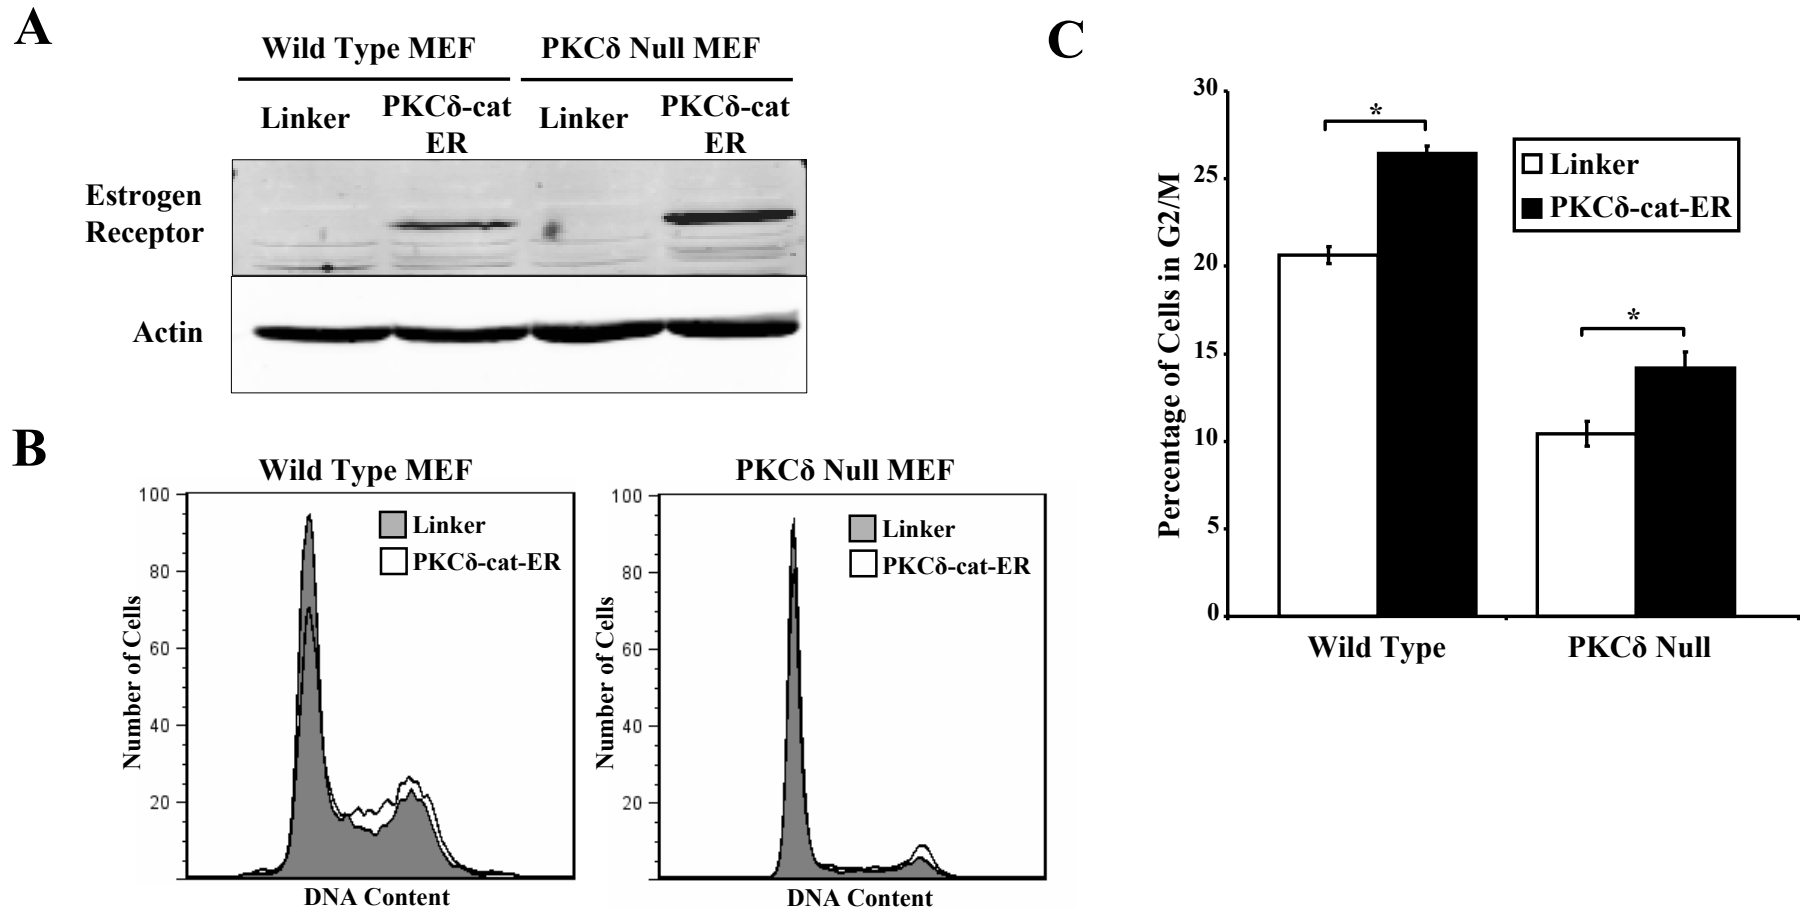 A
Wild Type MEF
PKCδ Null MEF
Linker
PKCδ-cat
ER
Linker
PKCδ-cat
ER
Estrogen
Receptor
Actin
B
Wild Type MEF
100
80
60
40
20
Number of Cells
Linker
PKCδ-cat-ER
DNA Content
PKCδ Null MEF
100
80
60
40
20
Number of Cells
Linker
PKCδ-cat-ER
DNA Content
C
30
25
20
15
10
5
0
Percentage of Cells in G2/M
*
*
Linker
PKCδ-cat-ER
Wild Type
PKCδ Null